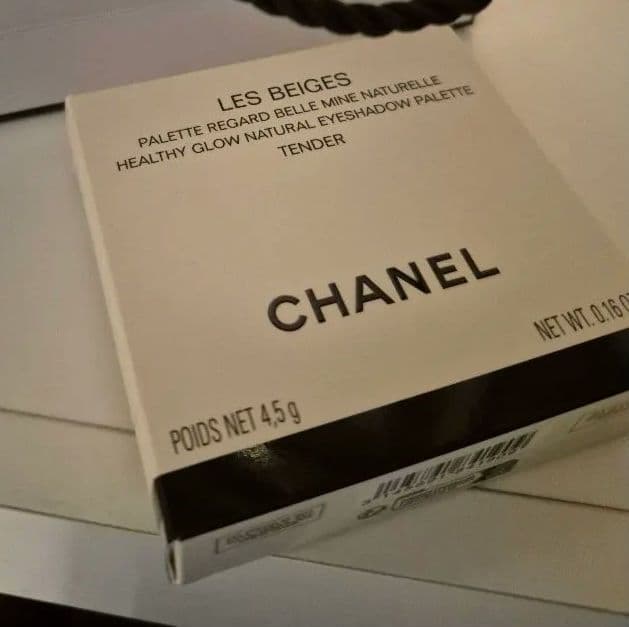 LES BEIGES
PALETTE REGARD BELLE MINE NATURELLE
HEALTHY GLOW NATURAL EYESHADOW PALETTE
TENDER
CHANEL
NET WT. 0.16
POIDS NET 4,5 g